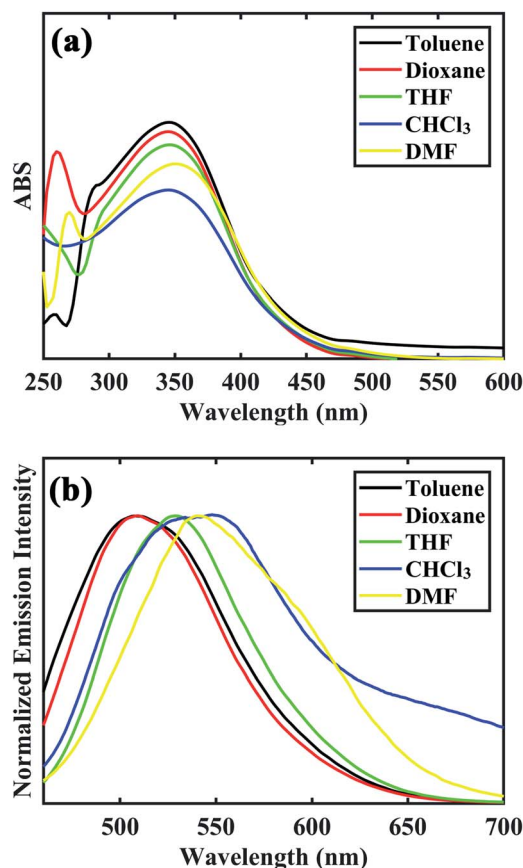 (a)
Toluene
Dioxane
THF
CHCl₃
DMF
ABS
250 300 350 400 450 500 550 600
Wavelength (nm)
(b)
Toluene
Dioxane
THF
CHCl₃
DMF
Normalized Emission Intensity
500 550 600 650 700
Wavelength (nm)